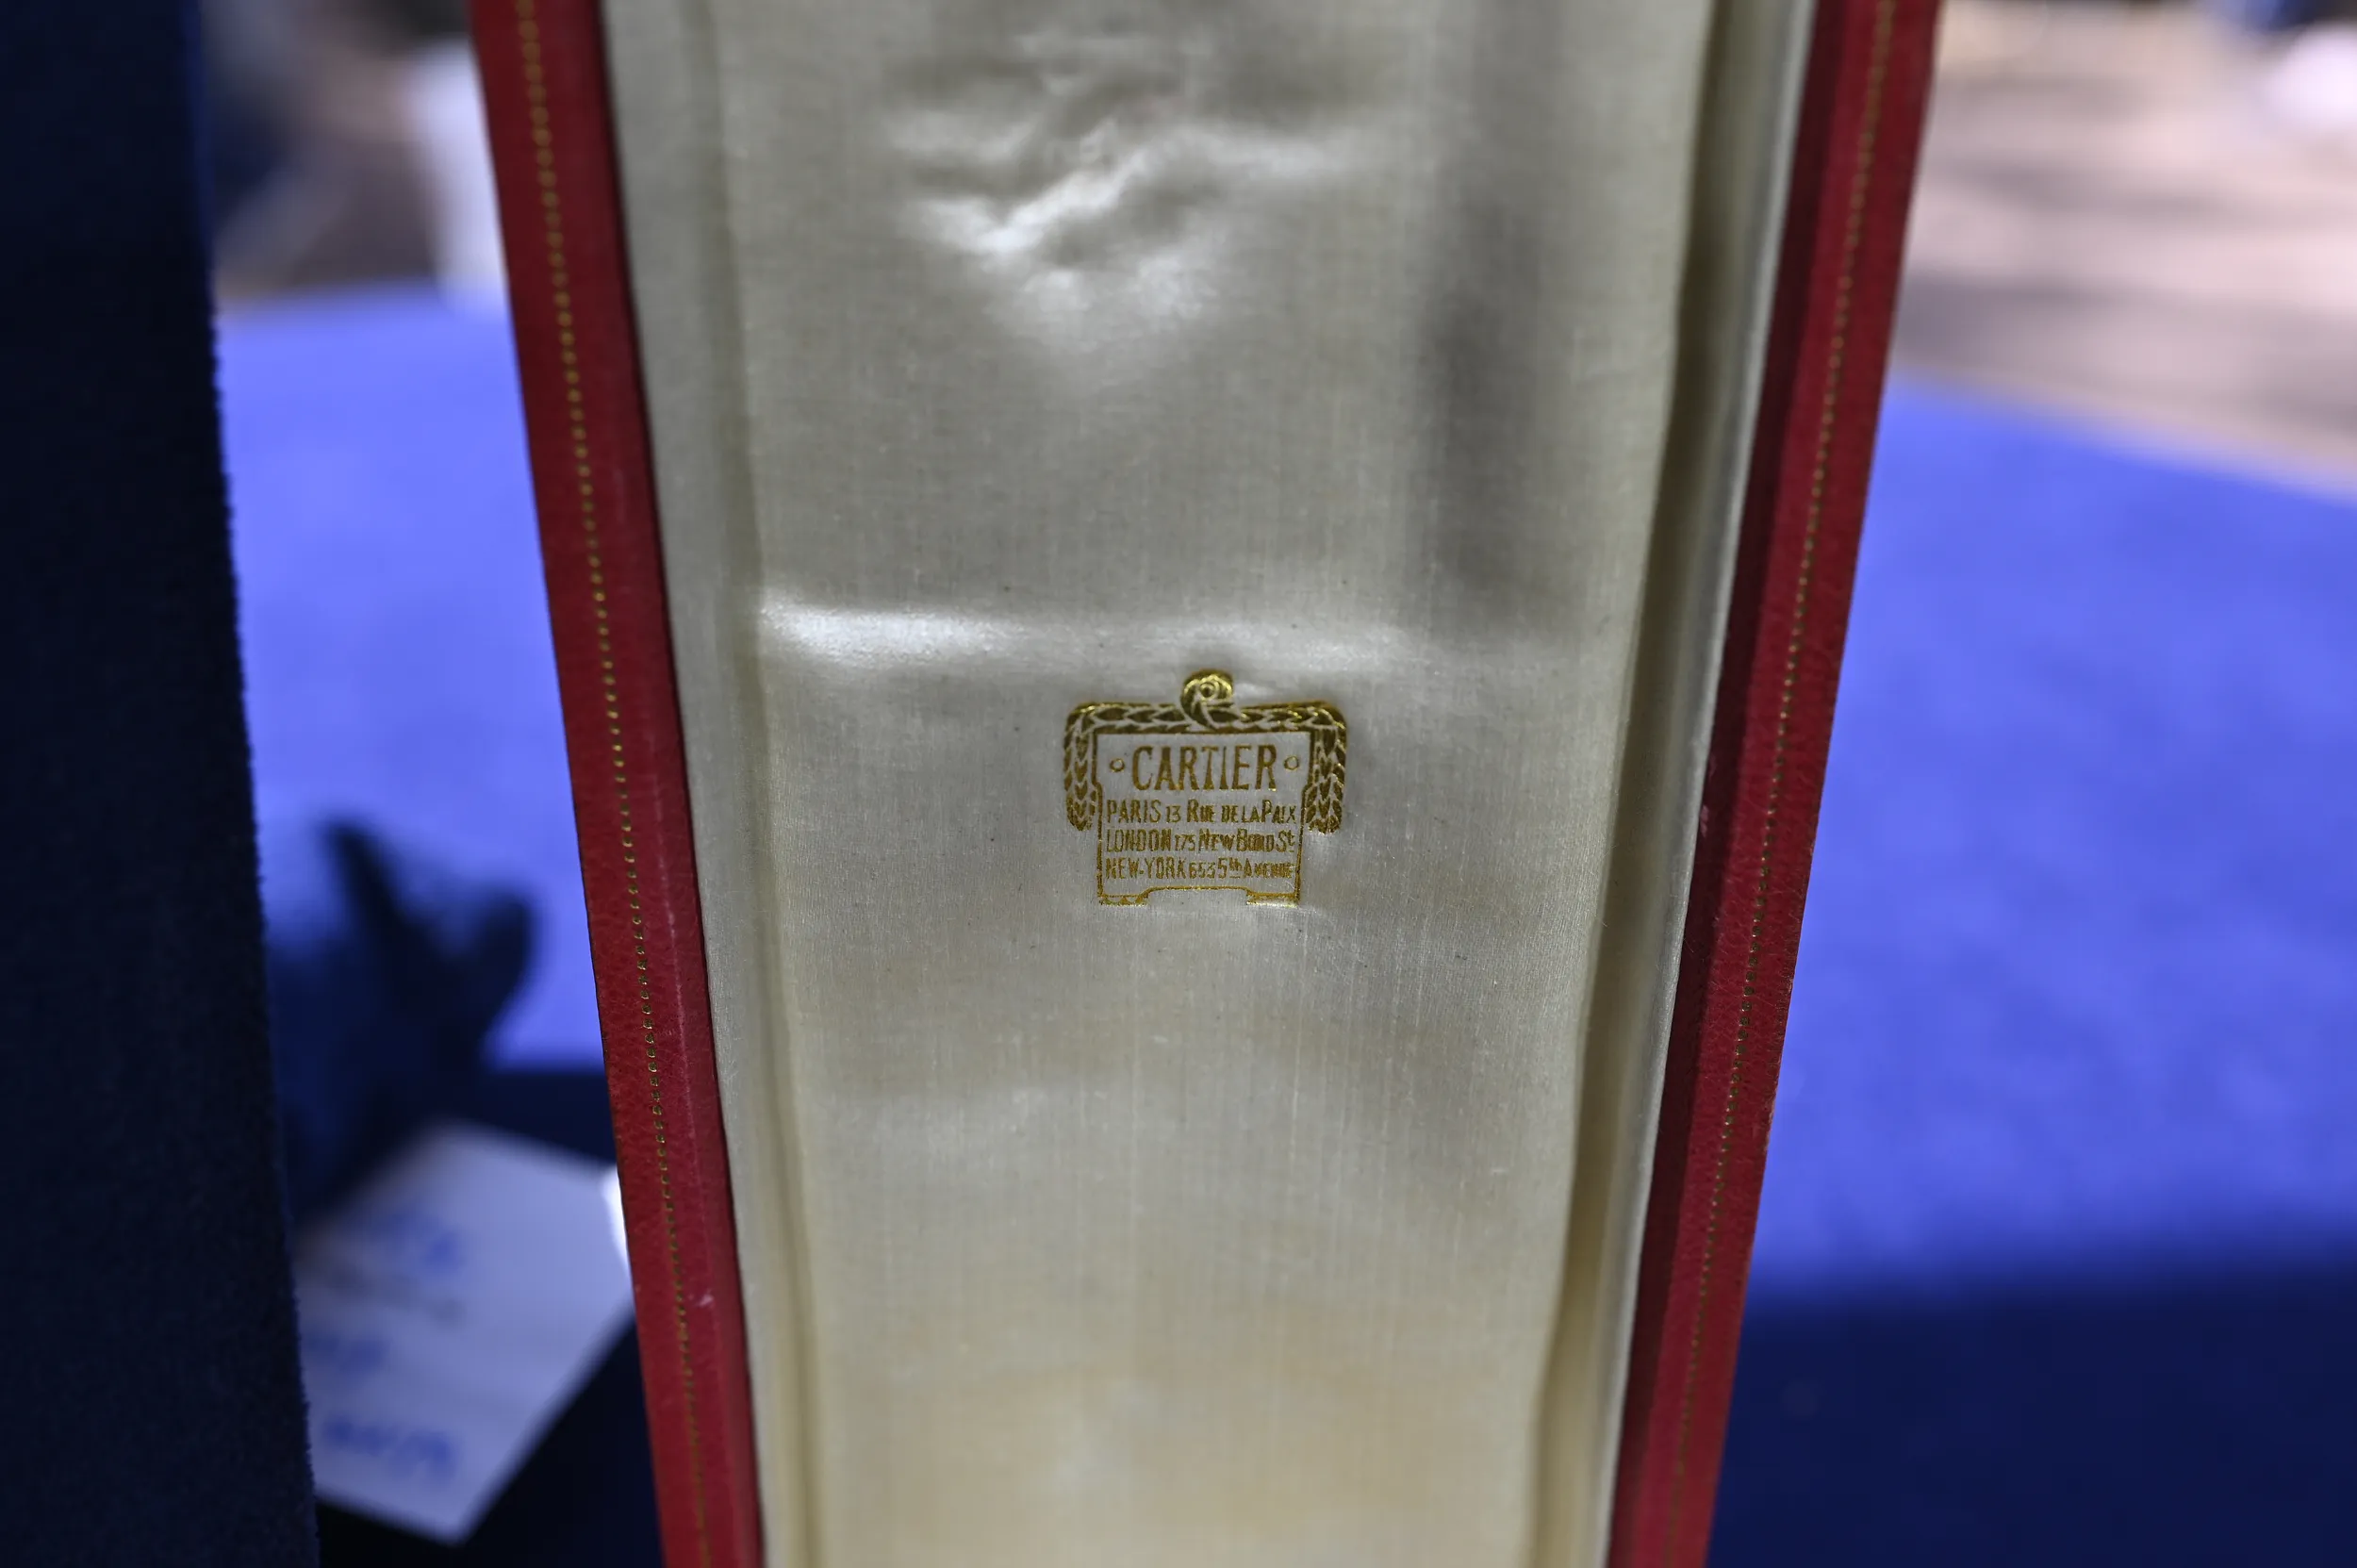 CARTIER
PARIS 13 RUE DE LA PAIX
LONDON 175 NEW BOND ST
NEW-YORK 653 5TH AVENUE